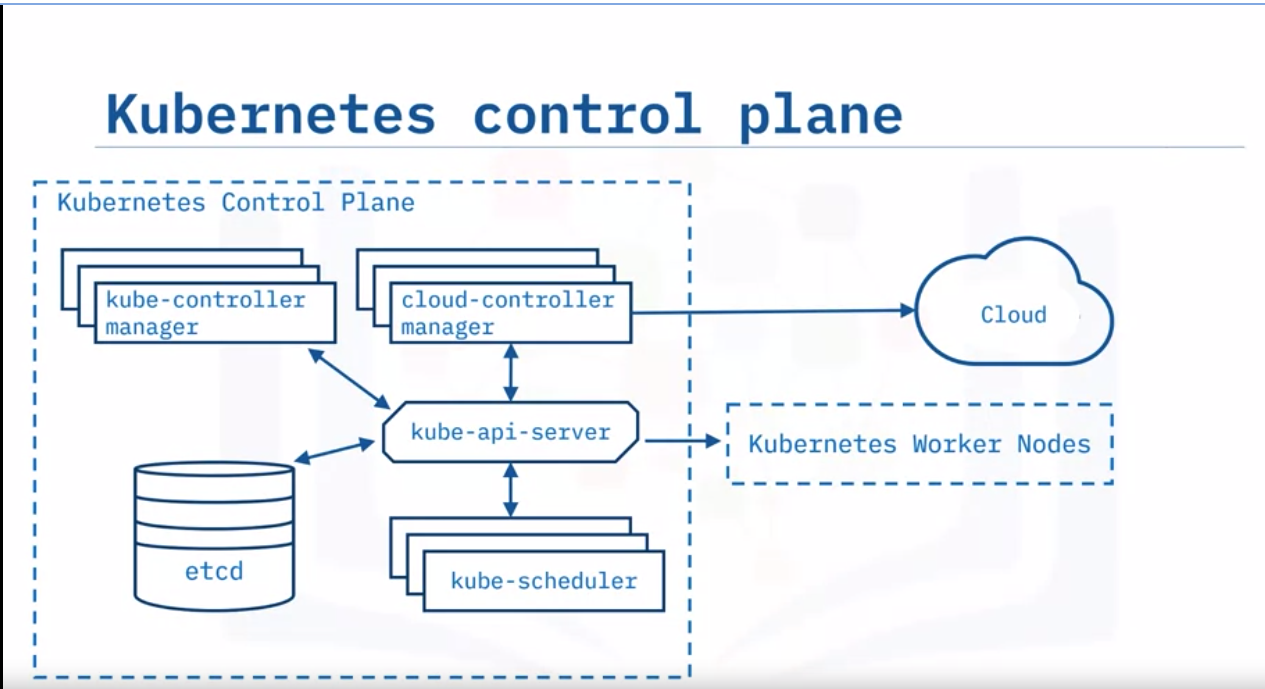 Kubernetes control plane
Kubernetes Control Plane
kube-controller
manager
cloud-controller
manager
Cloud
kube-api-server
Kubernetes Worker Nodes
etcd
kube-scheduler